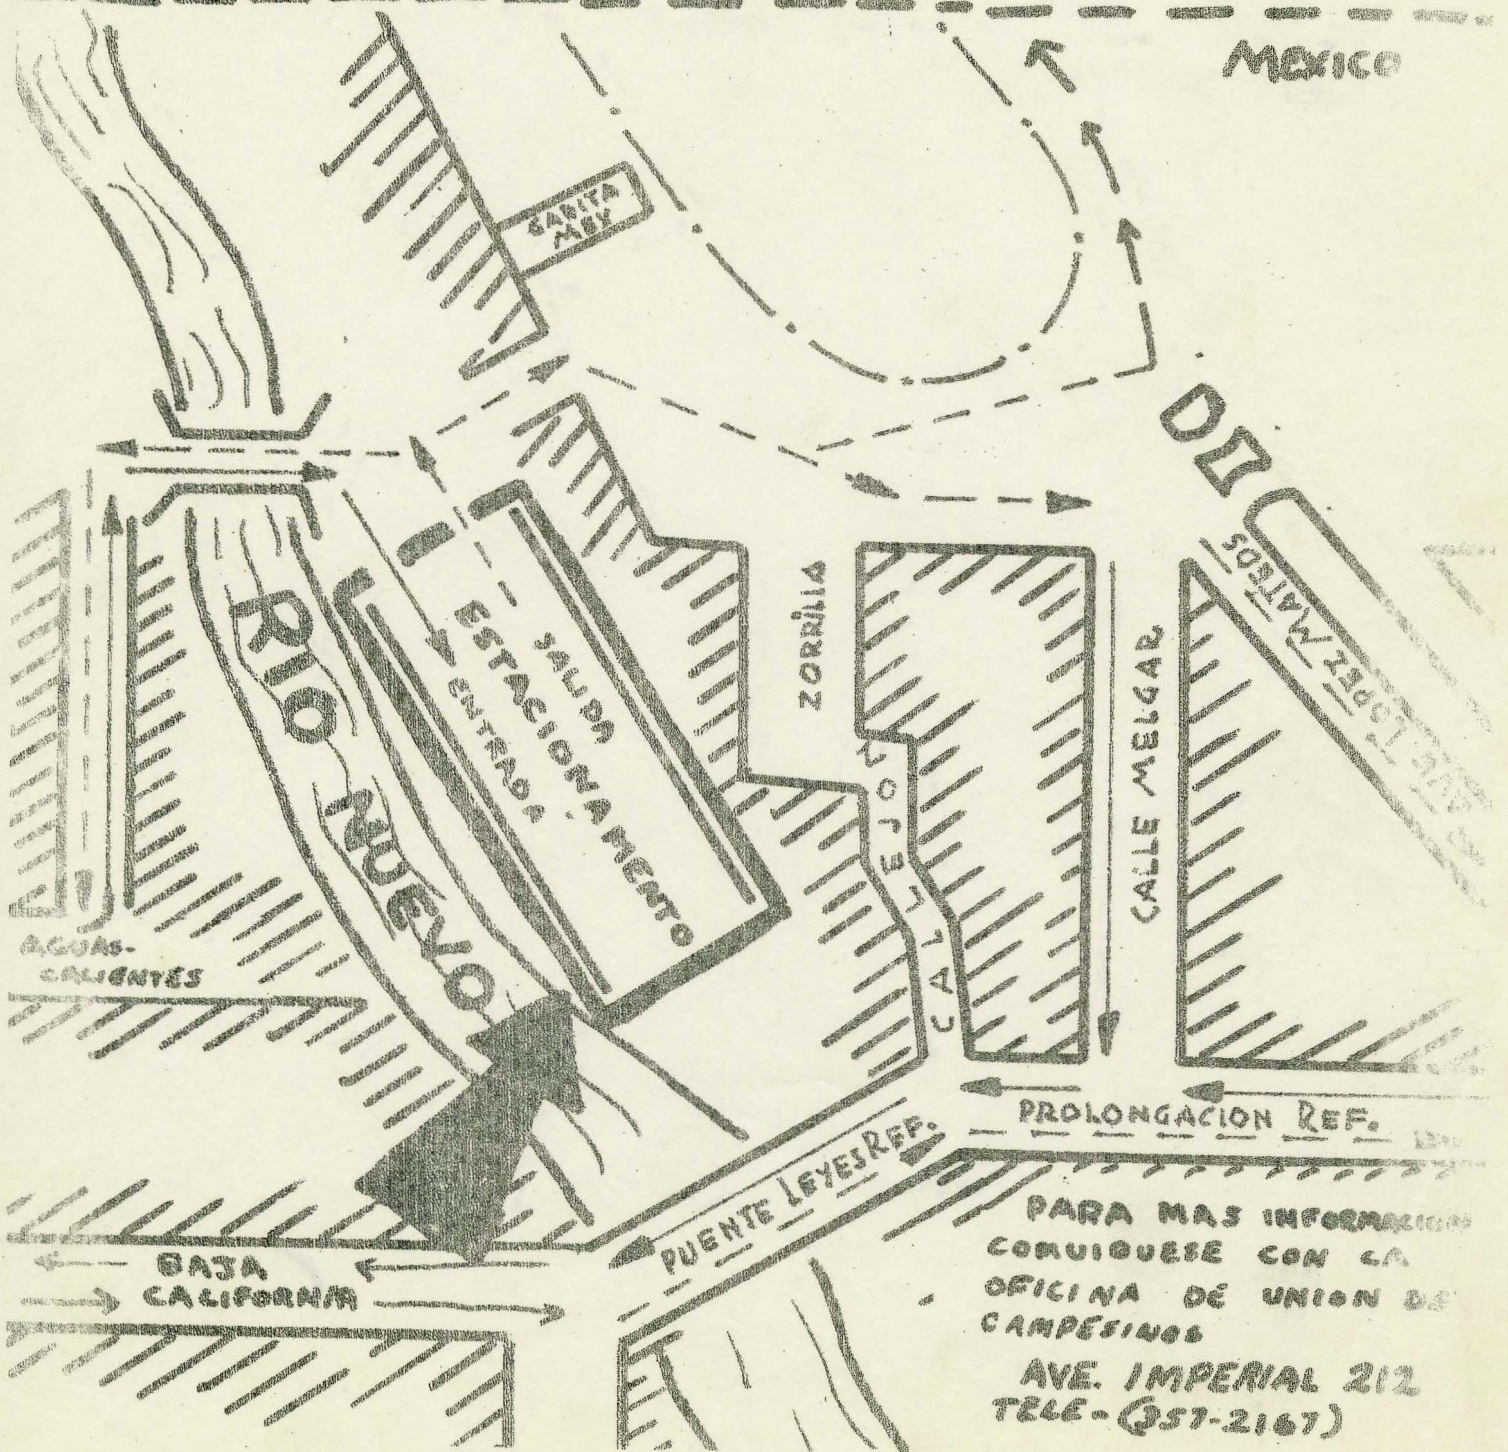 MEXICO
GARITA
MEX
AVE. LOPEZ MATEOS
ZORRILLA
SALIDA
ESTACIONAMENTO
ENTRADA
RIO NUEVO
CALLEJON
CALLE MELGAR
AGUAS-
CALIENTES
PROLONGACION REF.
PUENTE LEYES REF.
BAJA
CALIFORNIA
PARA MAS INFORMACION
COMUIQUESE CON LA
OFICINA DE UNION DE
CAMPESINOS
AVE. IMPERIAL 212
TELE-(357-2167)